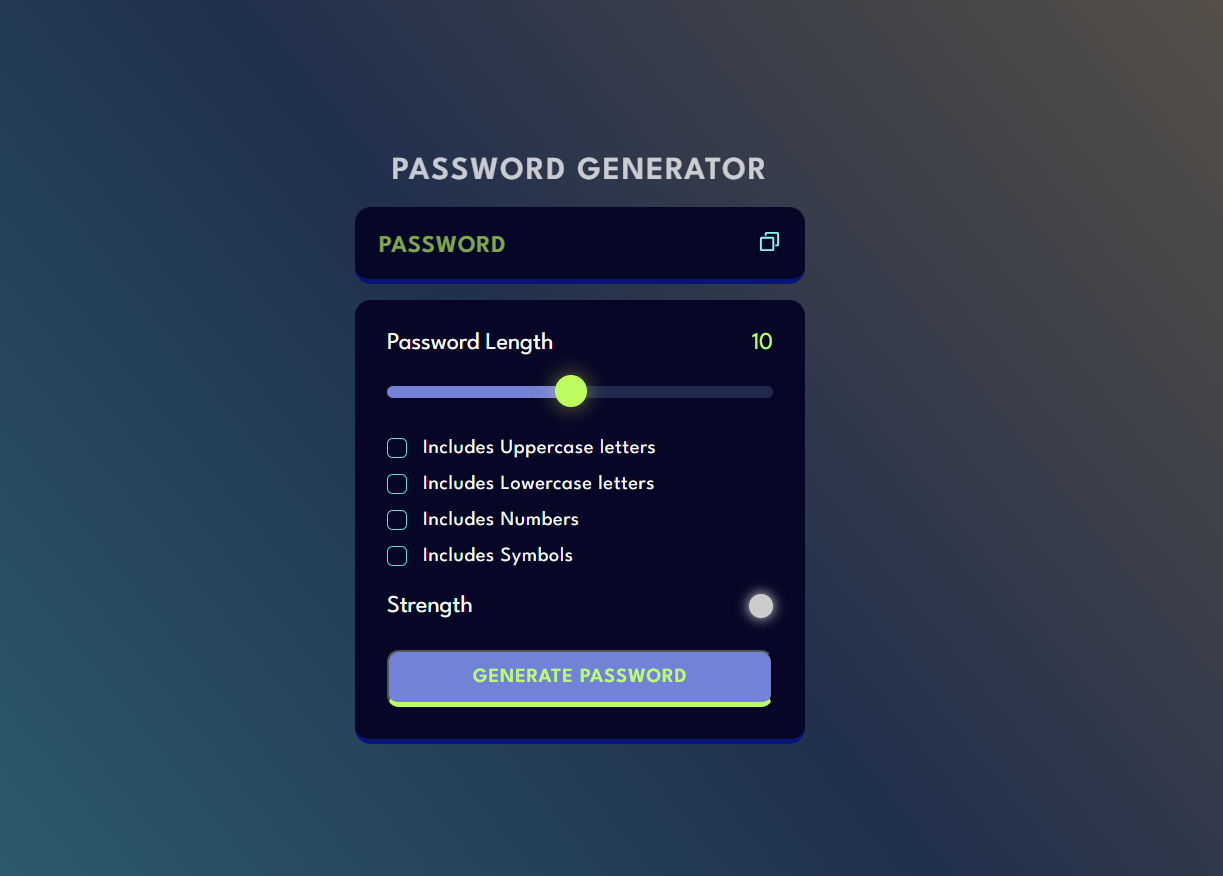 PASSWORD GENERATOR
PASSWORD
Password Length 10
Includes Uppercase letters
Includes Lowercase letters
Includes Numbers
Includes Symbols
Strength
GENERATE PASSWORD